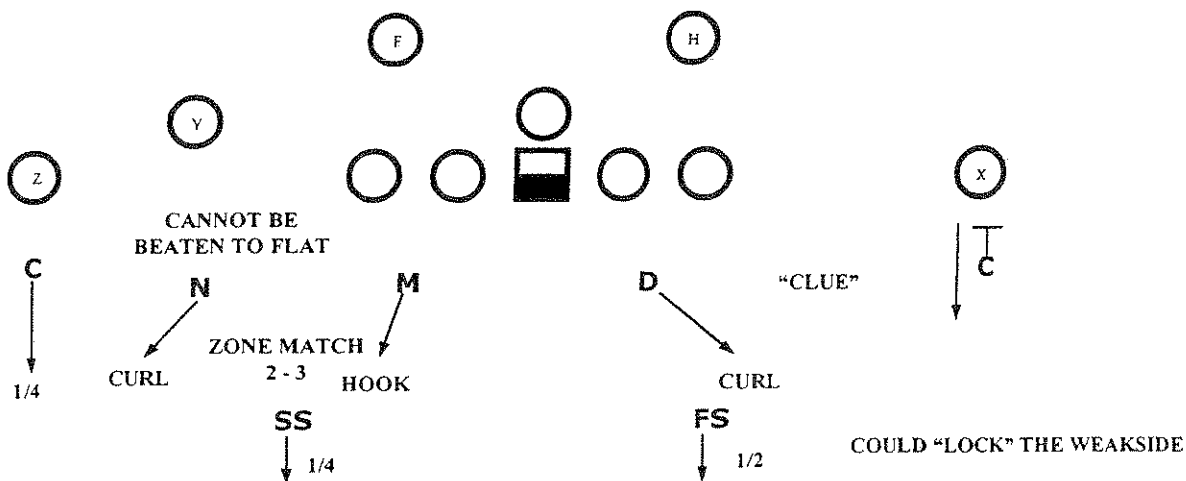 F
H
Y
Z
X
CANNOT BE
BEATEN TO FLAT
C
N
M
D
"CLUE"
C
ZONE MATCH
2 - 3
1/4
CURL
HOOK
CURL
SS
FS
1/4
1/2
COULD "LOCK" THE WEAKSIDE